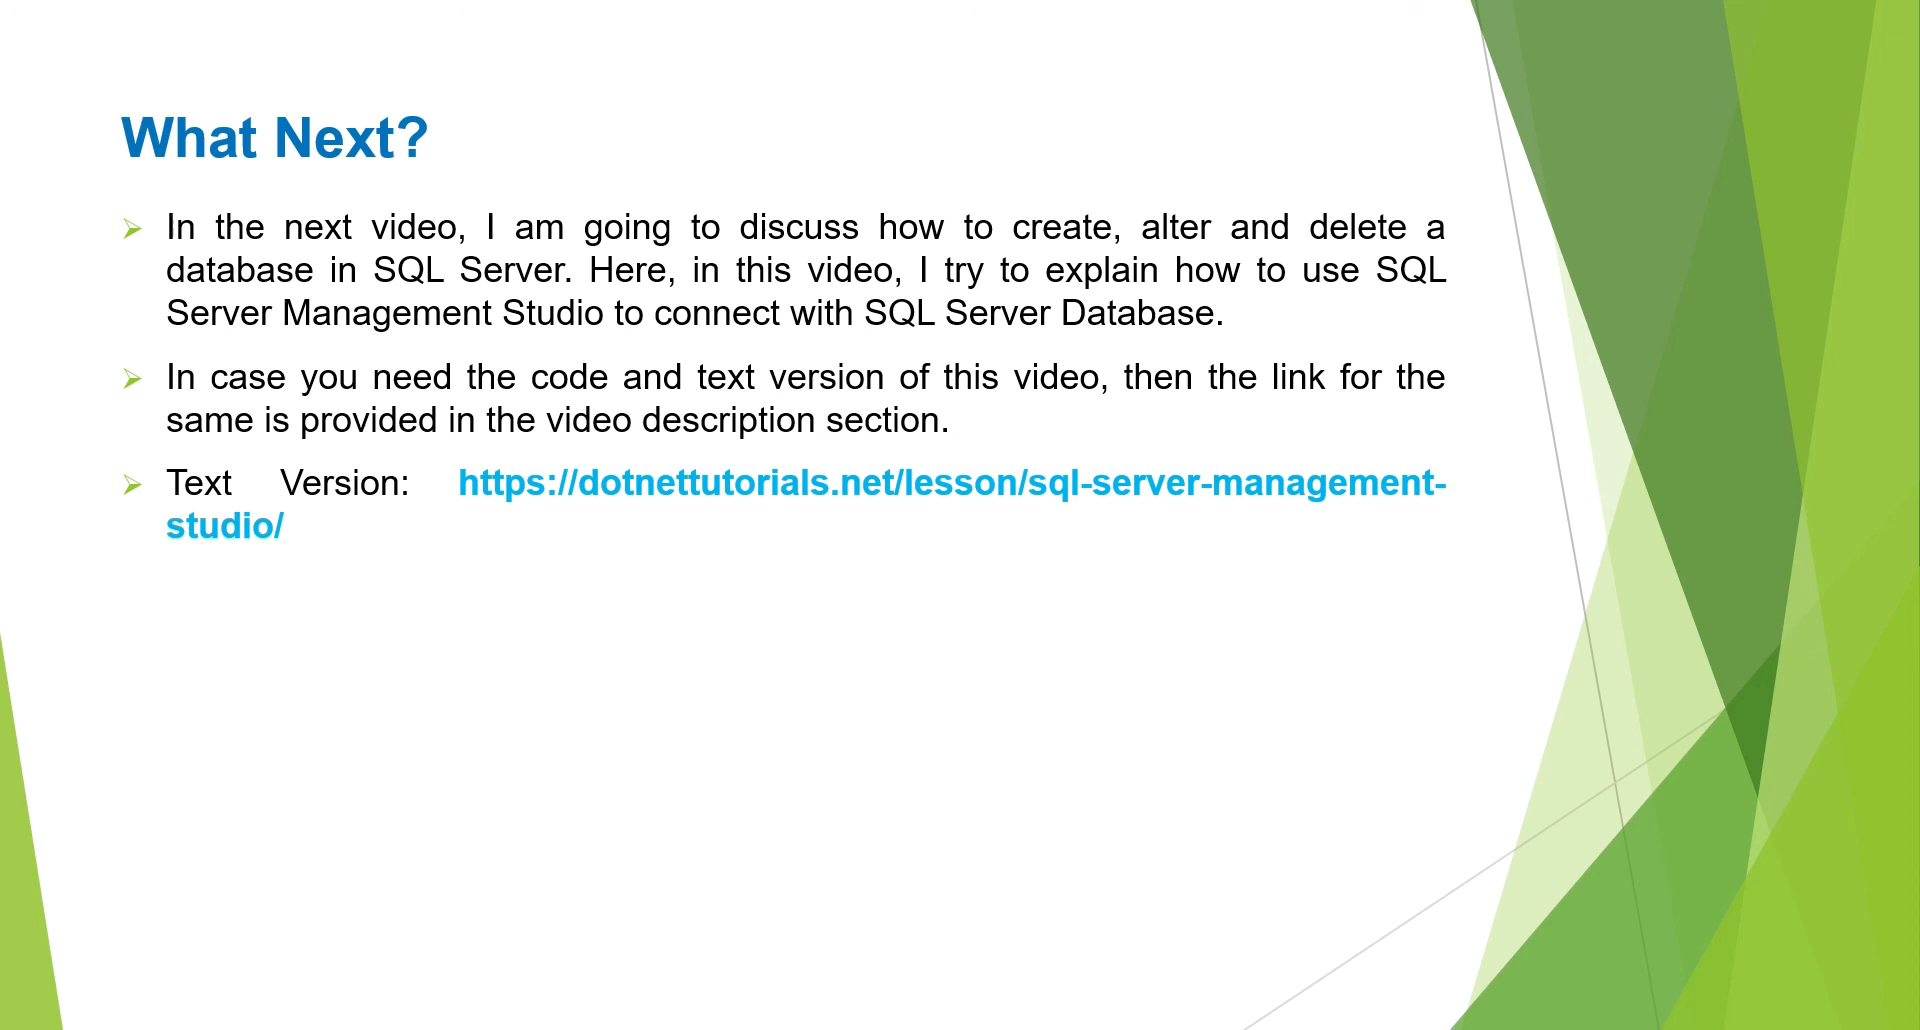 What Next?
In the next video, I am going to discuss how to create, alter and delete a
database in SQL Server. Here, in this video, I try to explain how to use SQL
Server Management Studio to connect with SQL Server Database.
In case you need the code and text version of this video, then the link for the
same is provided in the video description section.
Text Version: https://dotnettutorials.net/lesson/sql-server-management-
studio/